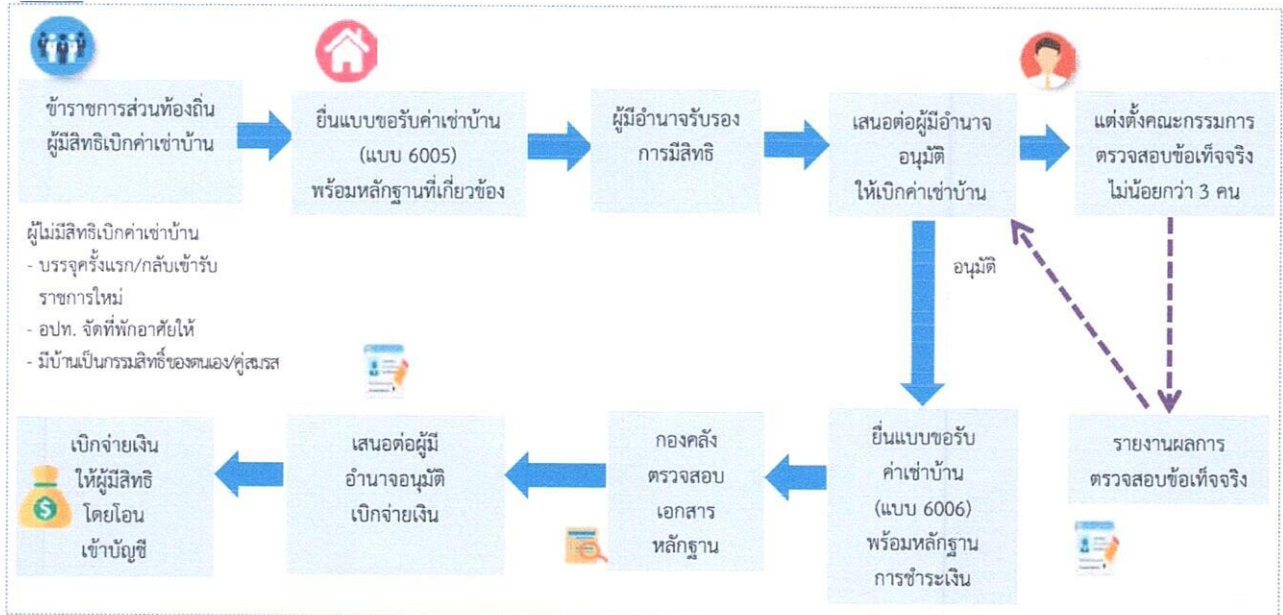 ข้าราชการส่วนท้องถิ่น
ผู้มีสิทธิเบิกค่าเช่าบ้าน
ยื่นแบบขอรับค่าเช่าบ้าน
(แบบ 6005)
พร้อมหลักฐานที่เกี่ยวข้อง
ผู้มีอำนาจรับรอง
การมีสิทธิ
เสนอต่อผู้มีอำนาจ
อนุมัติ
ให้เบิกค่าเช่าบ้าน
แต่งตั้งคณะกรรมการ
ตรวจสอบข้อเท็จจริง
ไม่น้อยกว่า 3 คน
ผู้ไม่มีสิทธิเบิกค่าเช่าบ้าน
- บรรจุครั้งแรก/กลับเข้ารับ
ราชการใหม่
- อปท. จัดที่พักอาศัยให้
- มีบ้านเป็นกรรมสิทธิ์ของตนเอง/คู่สมรส
อนุมัติ
รายงานผลการ
ตรวจสอบข้อเท็จจริง
ยื่นแบบขอรับ
ค่าเช่าบ้าน
(แบบ 6006)
พร้อมหลักฐาน
การชำระเงิน
กองคลัง
ตรวจสอบ
เอกสาร
หลักฐาน
เสนอต่อผู้มี
อำนาจอนุมัติ
เบิกจ่ายเงิน
เบิกจ่ายเงิน
ให้ผู้มีสิทธิ
โดยโอน
เข้าบัญชี